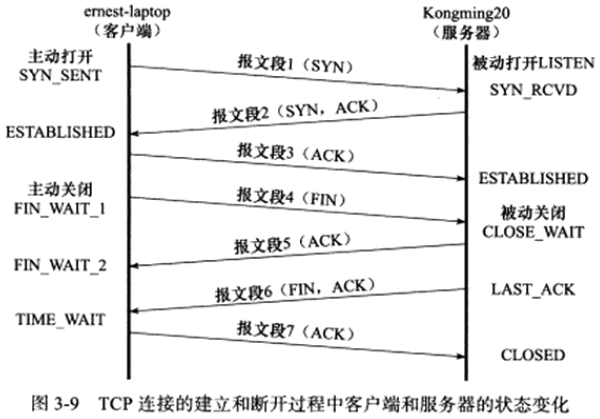 ernest-laptop
(客户端)
Kongming20
(服务器)
主动打开
SYN_SENT
报文段1(SYN)
被动打开LISTEN
SYN_RCVD
报文段2(SYN,ACK)
ESTABLISHED
报文段3(ACK)
ESTABLISHED
主动关闭
FIN_WAIT_1
报文段4(FIN)
被动关闭
CLOSE_WAIT
报文段5(ACK)
FIN_WAIT_2
报文段6(FIN,ACK)
LAST_ACK
TIME_WAIT
报文段7(ACK)
CLOSED
图 3-9 TCP 连接的建立和断开过程中客户端和服务器的状态变化